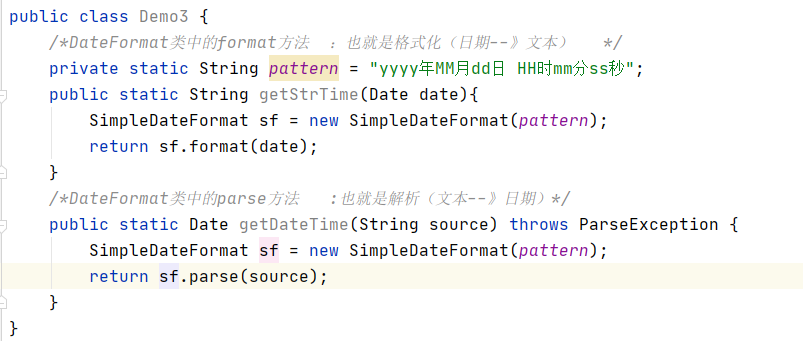 public class Demo3 {
    /*DateFormat类中的format方法  : 也就是格式化（日期--》文本）   */
    private static String pattern = "yyyy年MM月dd日 HH时mm分ss秒";
    public static String getStrTime(Date date){
        SimpleDateFormat sf = new SimpleDateFormat(pattern);
        return sf.format(date);
    }
    /*DateFormat类中的parse方法   :也就是解析（文本--》日期）*/
    public static Date getDateTime(String source) throws ParseException {
        SimpleDateFormat sf = new SimpleDateFormat(pattern);
        return sf.parse(source);
    }
}